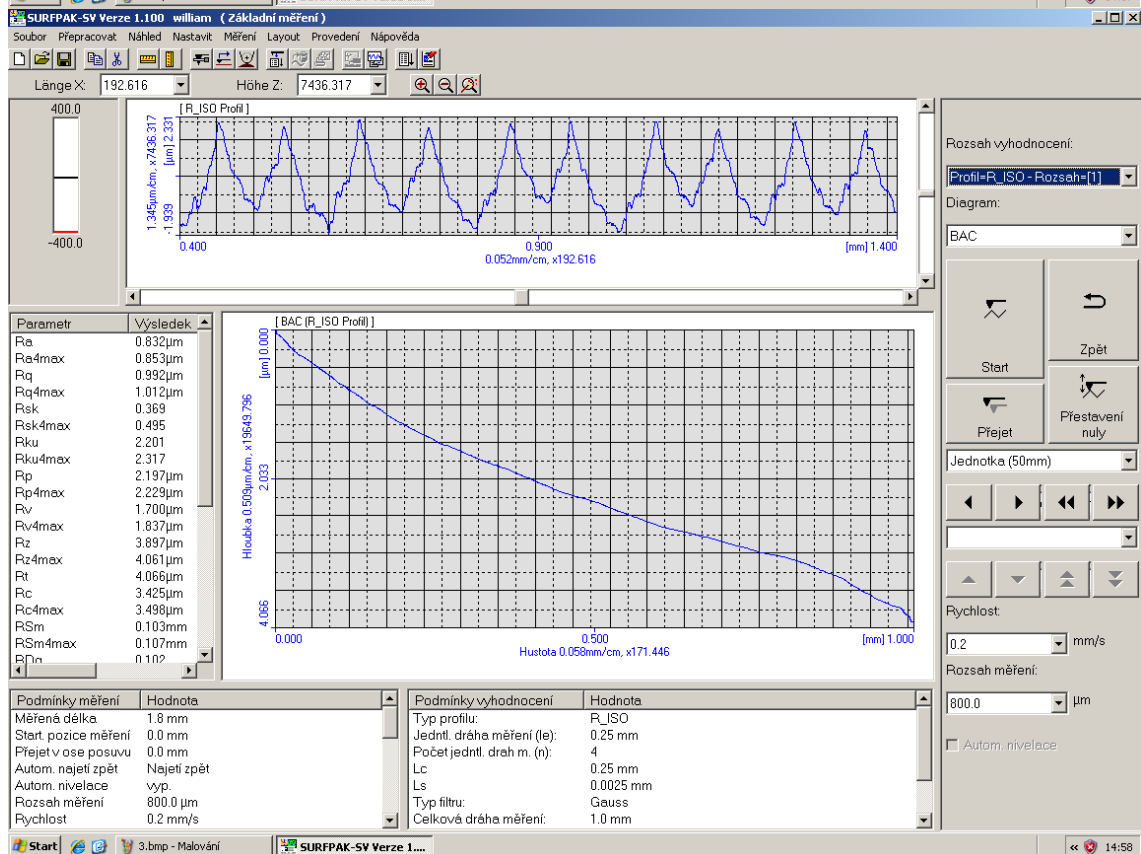 SURFPAK-SV Verze 1.100 william ( Základní měření )
Soubor Přepracovat Náhled Nastavit Měření Layout Provedení Nápověda
Länge X: 192.616 Höhe Z: 7436.317
400.0
-400.0
[ R_ISO Profil ]
1.345µm/cm, x7436.317
-1.939 [µm] 2.331
0.400 0.900 [mm] 1.400
0.052mm/cm, x192.616
Parametr Výsledek
Ra 0.832µm
Ra4max 0.853µm
Rq 0.992µm
Rq4max 1.012µm
Rsk 0.369
Rsk4max 0.495
Rku 2.201
Rku4max 2.317
Rp 2.197µm
Rp4max 2.229µm
Rv 1.700µm
Rv4max 1.837µm
Rz 3.897µm
Rz4max 4.061µm
Rt 4.066µm
Rc 3.425µm
Rc4max 3.498µm
RSm 0.103mm
RSm4max 0.107mm
RDq 0.102
[ BAC (R_ISO Profil) ]
Hloubka 0.509µm/cm, x19649.796
4.066 2.033 [µm] 0.000
0.000 0.500 [mm] 1.000
Hustota 0.058mm/cm, x171.446
Rozsah vyhodnocení:
Profil=R_ISO - Rozsah=[1]
Diagram:
BAC
Start
Zpět
Přejet
Přestavení
nuly
Jednotka (50mm)
Rychlost:
0.2 mm/s
Rozsah měření:
800.0 µm
Autom. nivelace
Podmínky měření Hodnota
Měřená délka 1.8 mm
Start. pozice měření 0.0 mm
Přejet v ose posuvu 0.0 mm
Autom. najetí zpět Najetí zpět
Autom. nivelace vyp.
Rozsah měření 800.0 µm
Rychlost 0.2 mm/s
Podmínky vyhodnocení Hodnota
Typ profilu: R_ISO
Jedntl. dráha měření (le): 0.25 mm
Počet jedntl. drah m. (n): 4
Lc 0.25 mm
Ls 0.0025 mm
Typ filtru: Gauss
Celková dráha měření: 1.0 mm
Start 3.bmp - Malování SURFPAK-SV Verze 1.... « 14:58